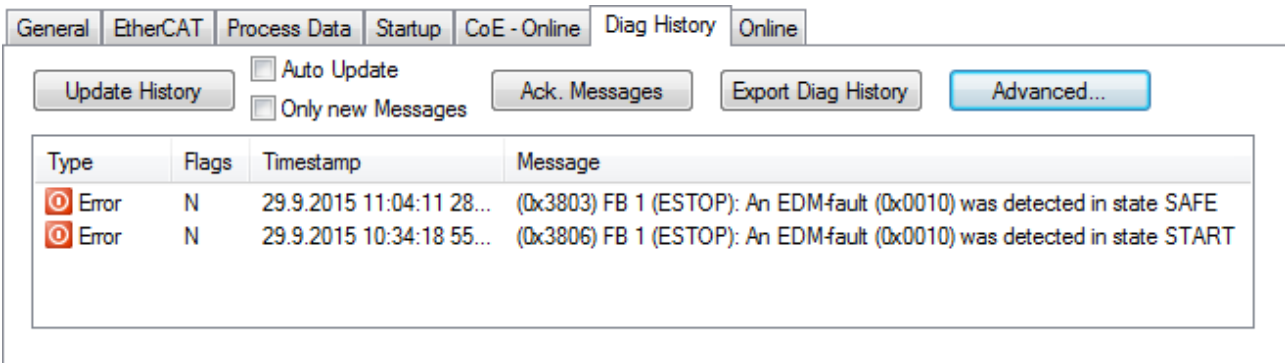 General EtherCAT Process Data Startup CoE - Online Diag History Online
Update History Auto Update Only new Messages Ack. Messages Export Diag History Advanced...
Type Flags Timestamp Message
Error N 29.9.2015 11:04:11 28... (0x3803) FB 1 (ESTOP): An EDM-fault (0x0010) was detected in state SAFE
Error N 29.9.2015 10:34:18 55... (0x3806) FB 1 (ESTOP): An EDM-fault (0x0010) was detected in state START